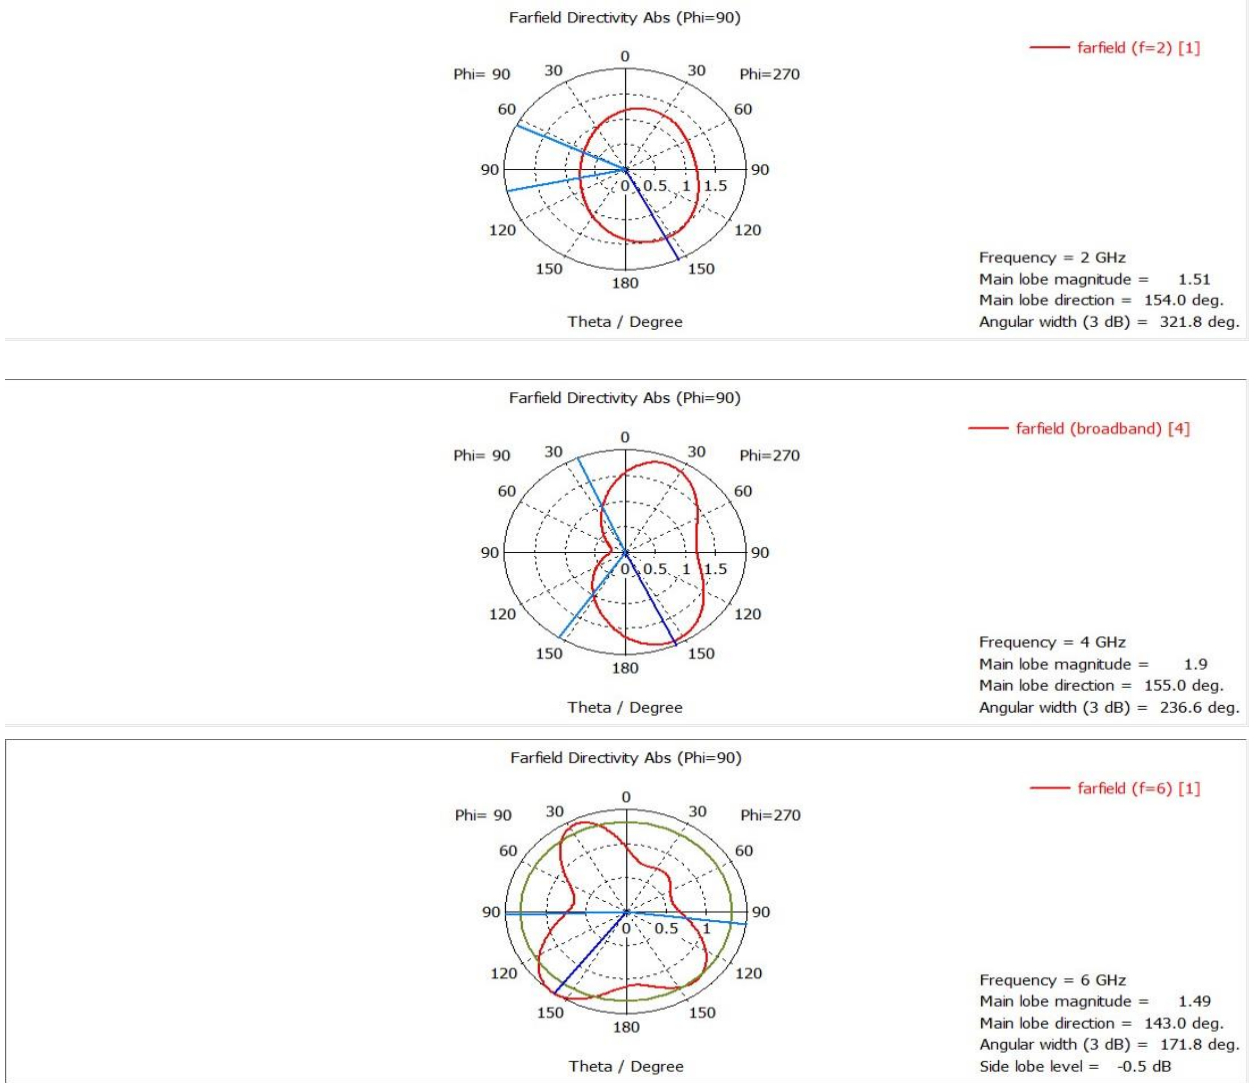 Farfield Directivity Abs (Phi=90)
farfield (f=2) [1]
0
Phi= 90 30 30 Phi=270
60 60
90 0 0.5 1 1.5 90
120 120
150 150
180
Theta / Degree
Frequency = 2 GHz
Main lobe magnitude = 1.51
Main lobe direction = 154.0 deg.
Angular width (3 dB) = 321.8 deg.
Farfield Directivity Abs (Phi=90)
farfield (broadband) [4]
0
Phi= 90 30 30 Phi=270
60 60
90 0 0.5 1 1.5 90
120 120
150 150
180
Theta / Degree
Frequency = 4 GHz
Main lobe magnitude = 1.9
Main lobe direction = 155.0 deg.
Angular width (3 dB) = 236.6 deg.
Farfield Directivity Abs (Phi=90)
farfield (f=6) [1]
0
Phi= 90 30 30 Phi=270
60 60
90 0 0.5 1 90
120 120
150 150
180
Theta / Degree
Frequency = 6 GHz
Main lobe magnitude = 1.49
Main lobe direction = 143.0 deg.
Angular width (3 dB) = 171.8 deg.
Side lobe level = -0.5 dB